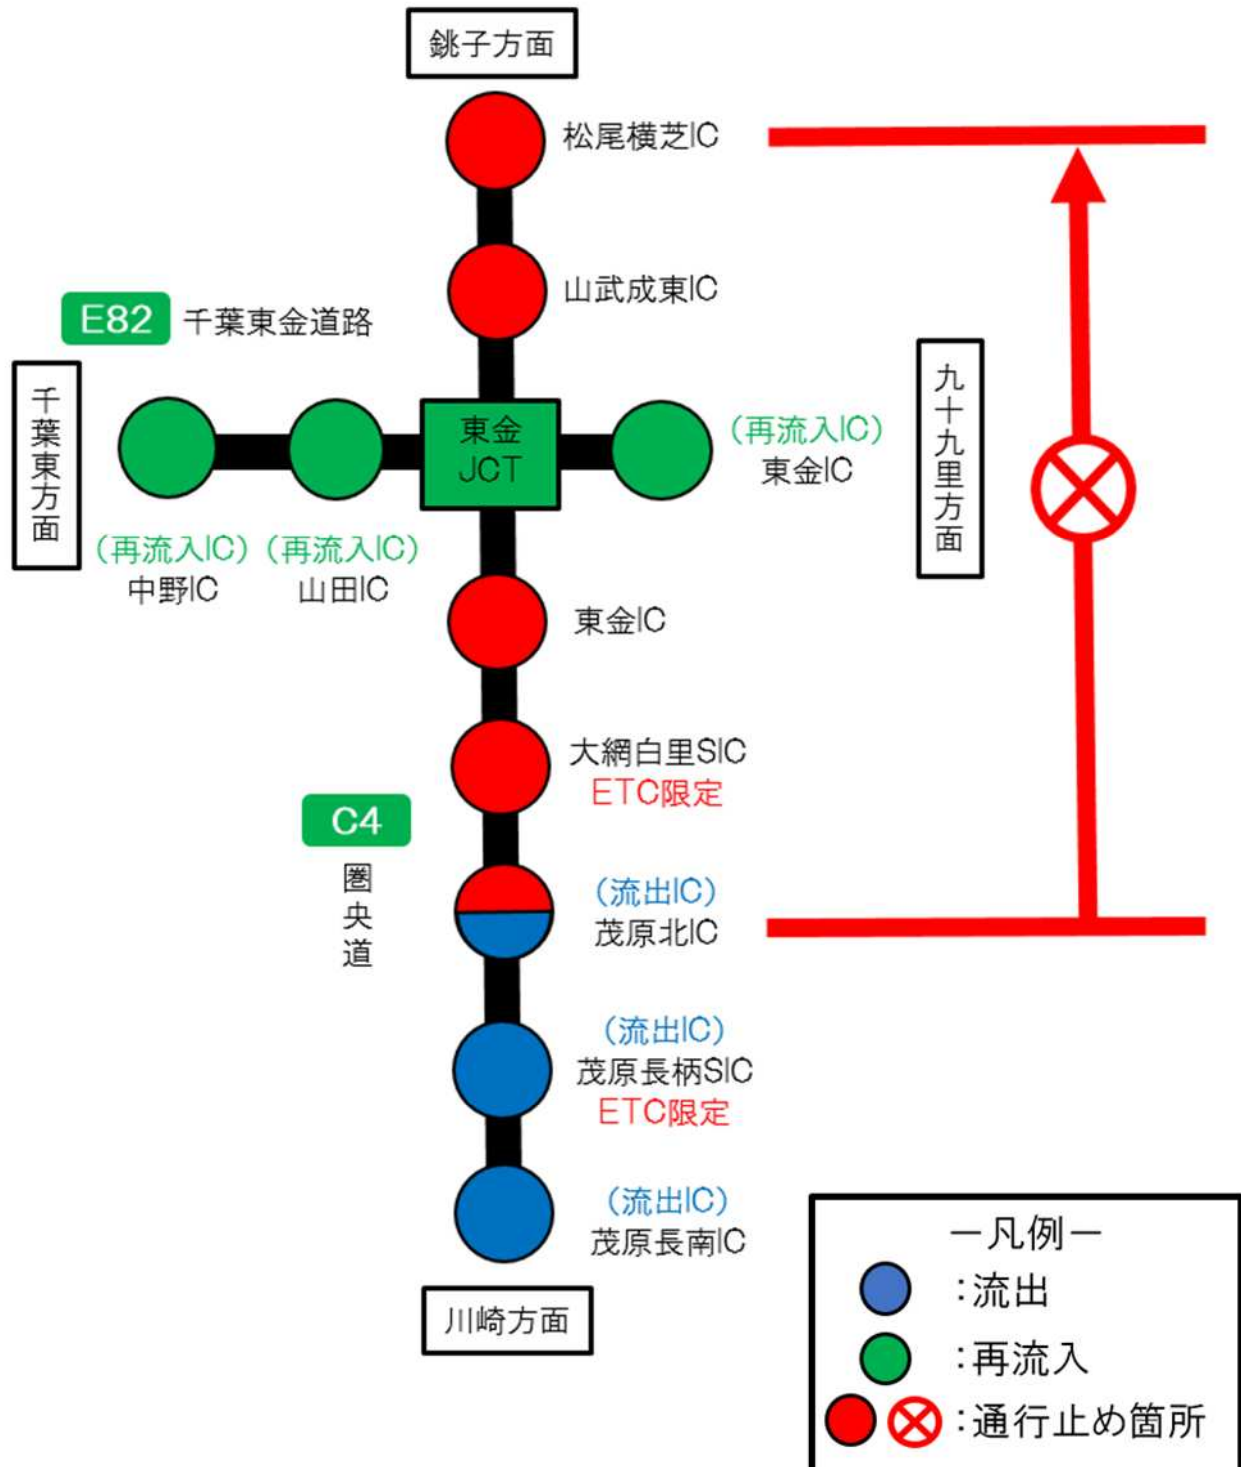 銚子方面
松尾横芝IC
山武成東IC
E82 千葉東金道路
千葉東方面
九十九里方面
東金
JCT
(再流入IC)
東金IC
(再流入IC) (再流入IC)
中野IC 山田IC
東金IC
大網白里SIC
ETC限定
C4
圏央道
(流出IC)
茂原北IC
(流出IC)
茂原長柄SIC
ETC限定
(流出IC)
茂原長南IC
川崎方面
-凡例-
:流出
:再流入
:通行止め箇所